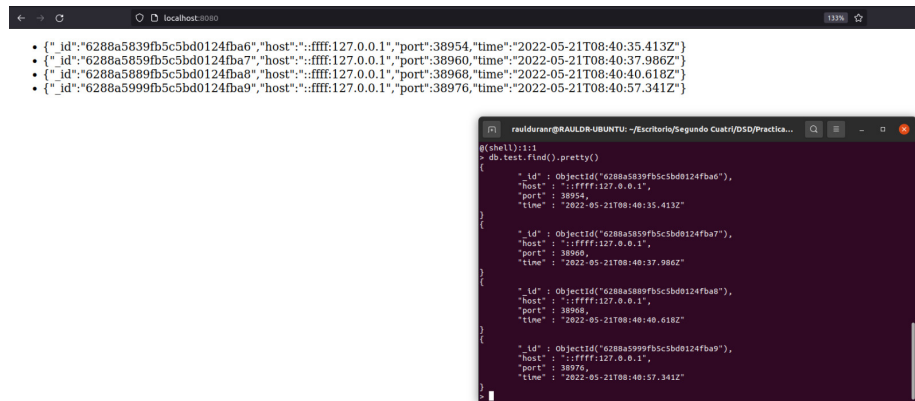 localhost:8080
133%
• {"_id":"6288a5839fb5c5bd0124fba6","host":"::ffff:127.0.0.1","port":38954,"time":"2022-05-21T08:40:35.413Z"}
• {"_id":"6288a5859fb5c5bd0124fba7","host":"::ffff:127.0.0.1","port":38960,"time":"2022-05-21T08:40:37.986Z"}
• {"_id":"6288a5889fb5c5bd0124fba8","host":"::ffff:127.0.0.1","port":38968,"time":"2022-05-21T08:40:40.618Z"}
• {"_id":"6288a5999fb5c5bd0124fba9","host":"::ffff:127.0.0.1","port":38976,"time":"2022-05-21T08:40:57.341Z"}
raulduranr@RAULDR-UBUNTU: ~/Escritorio/Segundo Cuatri/DSD/Practica...
@(shell):1:1
> db.test.find().pretty()
{
"_id" : ObjectId("6288a5839fb5c5bd0124fba6"),
"host" : "::ffff:127.0.0.1",
"port" : 38954,
"time" : "2022-05-21T08:40:35.413Z"
}
{
"_id" : ObjectId("6288a5859fb5c5bd0124fba7"),
"host" : "::ffff:127.0.0.1",
"port" : 38960,
"time" : "2022-05-21T08:40:37.986Z"
}
{
"_id" : ObjectId("6288a5889fb5c5bd0124fba8"),
"host" : "::ffff:127.0.0.1",
"port" : 38968,
"time" : "2022-05-21T08:40:40.618Z"
}
{
"_id" : ObjectId("6288a5999fb5c5bd0124fba9"),
"host" : "::ffff:127.0.0.1",
"port" : 38976,
"time" : "2022-05-21T08:40:57.341Z"
}
>